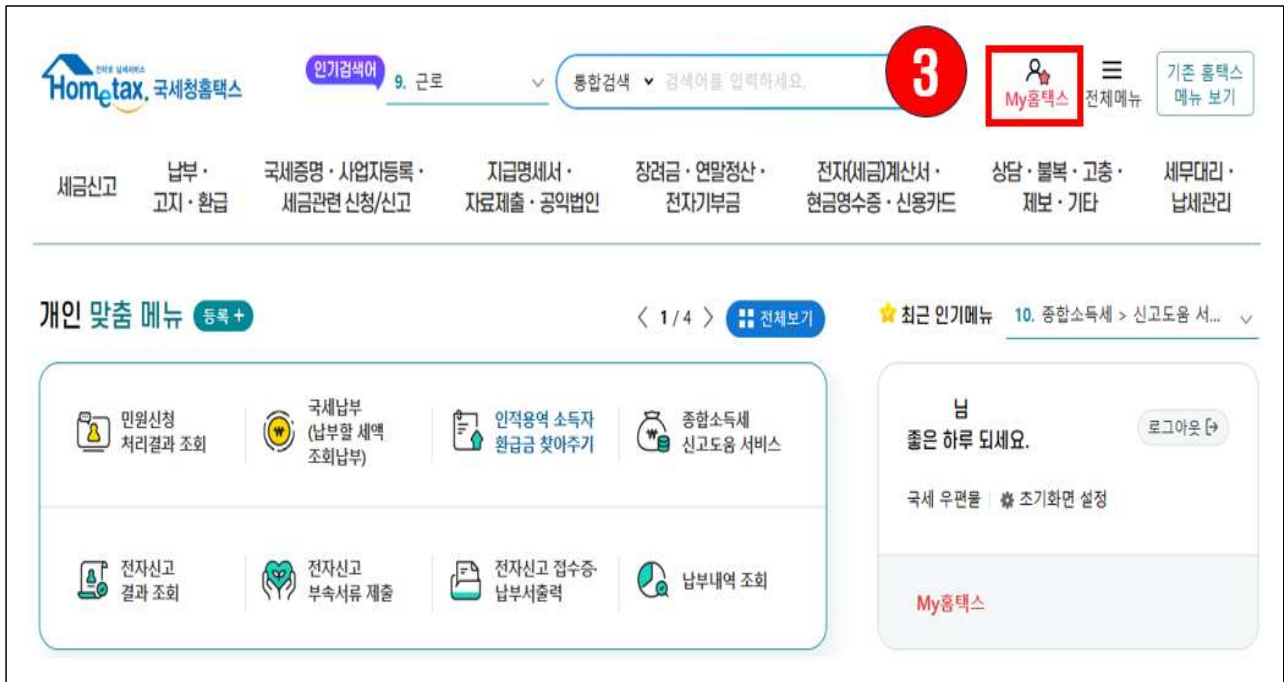 인터넷 납세서비스
Hometax. 국세청홈택스
인기검색어
9. 근로
통합검색
검색어를 입력하세요.
3
My홈택스
전체메뉴
기존 홈택스
메뉴 보기
세금신고
납부 ·
고지 · 환급
국세증명 · 사업자등록 ·
세금관련 신청/신고
지급명세서 ·
자료제출 · 공익법인
장려금 · 연말정산 ·
전자기부금
전자(세금)계산서 ·
현금영수증 · 신용카드
상담 · 불복 · 고충 ·
제보 · 기타
세무대리 ·
납세관리
개인 맞춤 메뉴 등록 +
< 1 / 4 >
전체보기
최근 인기메뉴
10. 종합소득세 > 신고도움 서...
민원신청
처리결과 조회
국세납부
(납부할 세액
조회납부)
인적용역 소득자
환급금 찾아주기
종합소득세
신고도움 서비스
전자신고
결과 조회
전자신고
부속서류 제출
전자신고 접수증·
납부서출력
납부내역 조회
님
좋은 하루 되세요.
로그아웃
국세 우편물
초기화면 설정
My홈택스